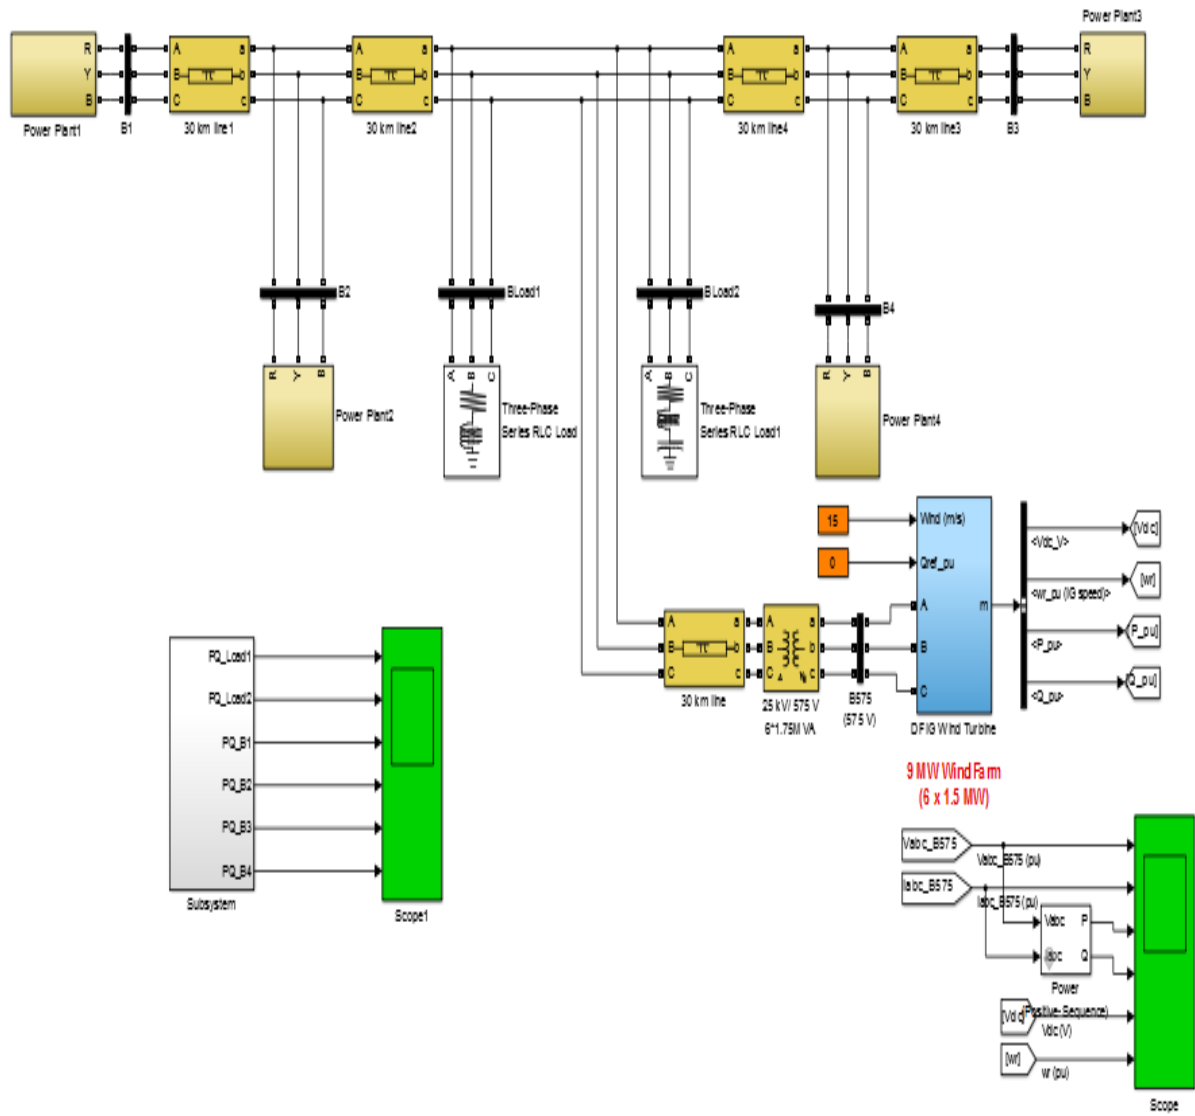 Power Plant3
R A a A a A a A a R
Y B b B b B b B b Y
B C c C c C c C c B
Power Plant1 B1 30 km line1 30 km line2 30 km line4 30 km line3 B3
B2 BLoad1 BLoad2
B4
R Y B A B C A B C R Y B
Power Plant2
Three-Phase
Series RLC Load
Three-Phase
Series RLC Load1
Power Plant4
15 Wind (m/s)
<Vdc_V> [Vdc]
0 Qref_pu
<wr_pu (IG speed)> [wr]
A a A a A m
<P_pu> [P_pu]
B b B b B
C c C c C
<Q_pu> [Q_pu]
30 km line
25 kV/ 575 V
6*1.75M VA
B575
(575 V)
DFIG Wind Turbine
9 MW Wind Farm
(6 x 1.5 MW)
PQ_Load1
PQ_Load2
PQ_B1
PQ_B2
PQ_B3
PQ_B4
Subsystem
Scope1
Vabc_B575
Vabc_B575 (pu)
Iabc_B575
Iabc_B575 (pu)
Vabc P
Iabc Q
Power
(Positive-Sequence)
[Vdc]
Vdc (V)
[wr]
wr (pu)
Scope